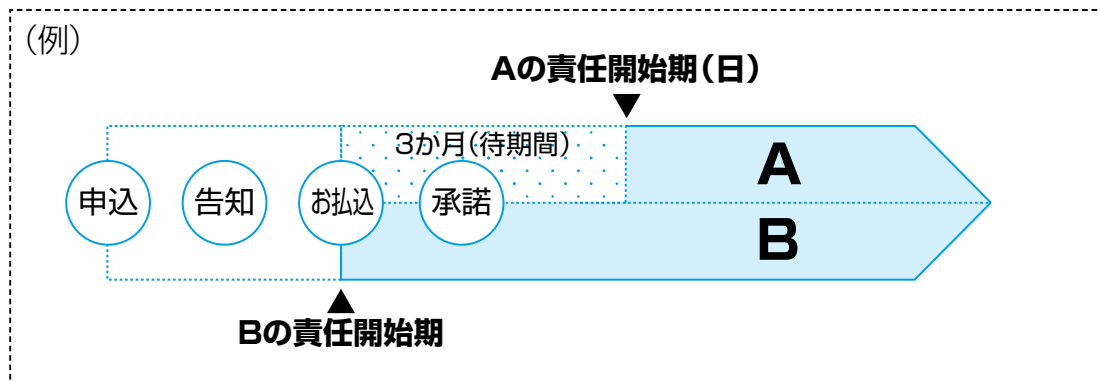 （例）
Aの責任開始期（日）
▼
3か月（待期間）
A
申込 告知 お払込 承諾
B
▲
Bの責任開始期